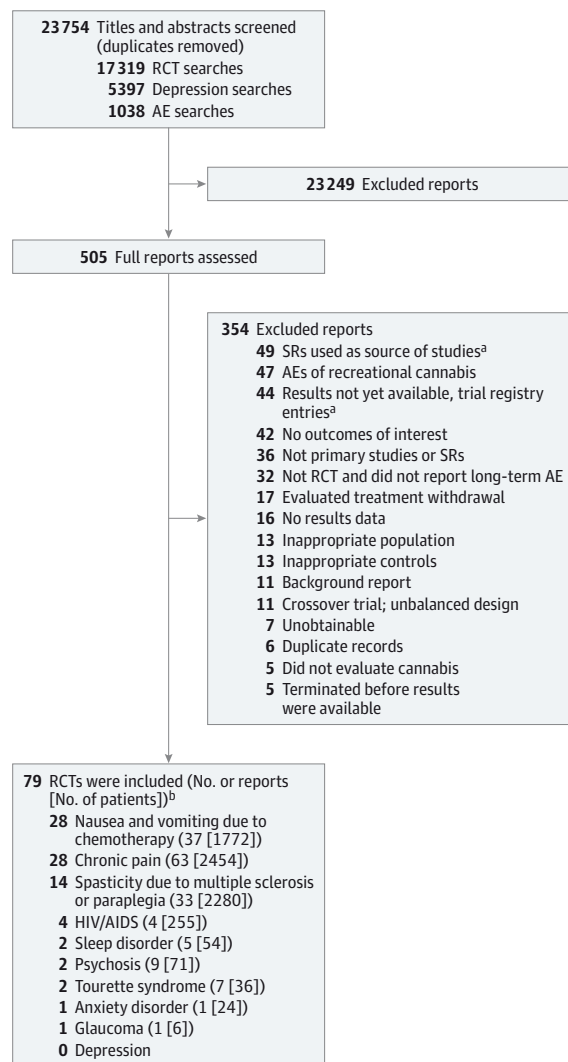 23 754 Titles and abstracts screened
(duplicates removed)
17 319 RCT searches
5397 Depression searches
1038 AE searches
23 249 Excluded reports
505 Full reports assessed
354 Excluded reports
49 SRs used as source of studiesa
47 AEs of recreational cannabis
44 Results not yet available, trial registry
entriesa
42 No outcomes of interest
36 Not primary studies or SRs
32 Not RCT and did not report long-term AE
17 Evaluated treatment withdrawal
16 No results data
13 Inappropriate population
13 Inappropriate controls
11 Background report
11 Crossover trial; unbalanced design
7 Unobtainable
6 Duplicate records
5 Did not evaluate cannabis
5 Terminated before results
were available
79 RCTs were included (No. or reports
[No. of patients])b
28 Nausea and vomiting due to
chemotherapy (37 [1772])
28 Chronic pain (63 [2454])
14 Spasticity due to multiple sclerosis
or paraplegia (33 [2280])
4 HIV/AIDS (4 [255])
2 Sleep disorder (5 [54])
2 Psychosis (9 [71])
2 Tourette syndrome (7 [36])
1 Anxiety disorder (1 [24])
1 Glaucoma (1 [6])
0 Depression